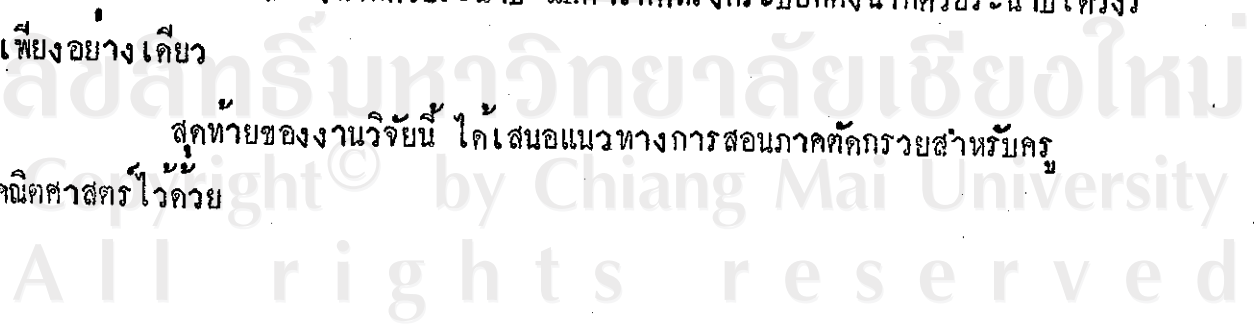 เพียงอย่างเดียว
ลิขสิทธิ์มหาวิทยาลัยเชียงใหม่
สุดท้ายของงานวิจัยนี้ ได้เสนอแนวทางการสอนภาคตัดกรวยสำหรับครู
คณิตศาสตร์ไว้ด้วย
Copyright© by Chiang Mai University
All rights reserved